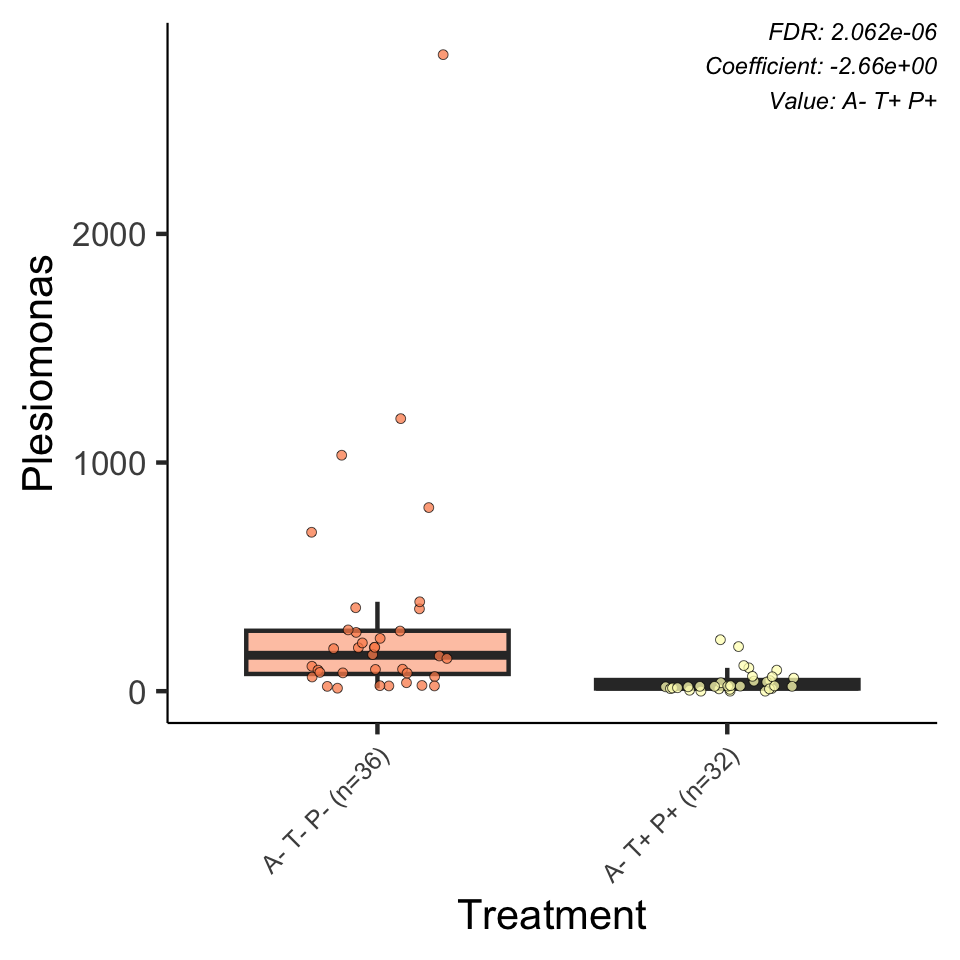 FDR: 2.062e-06
Coefficient: -2.66e+00
Value: A- T+ P+
Plesiomonas
2000
1000
0
A- T- P- (n=36)
A- T+ P+ (n=32)
Treatment